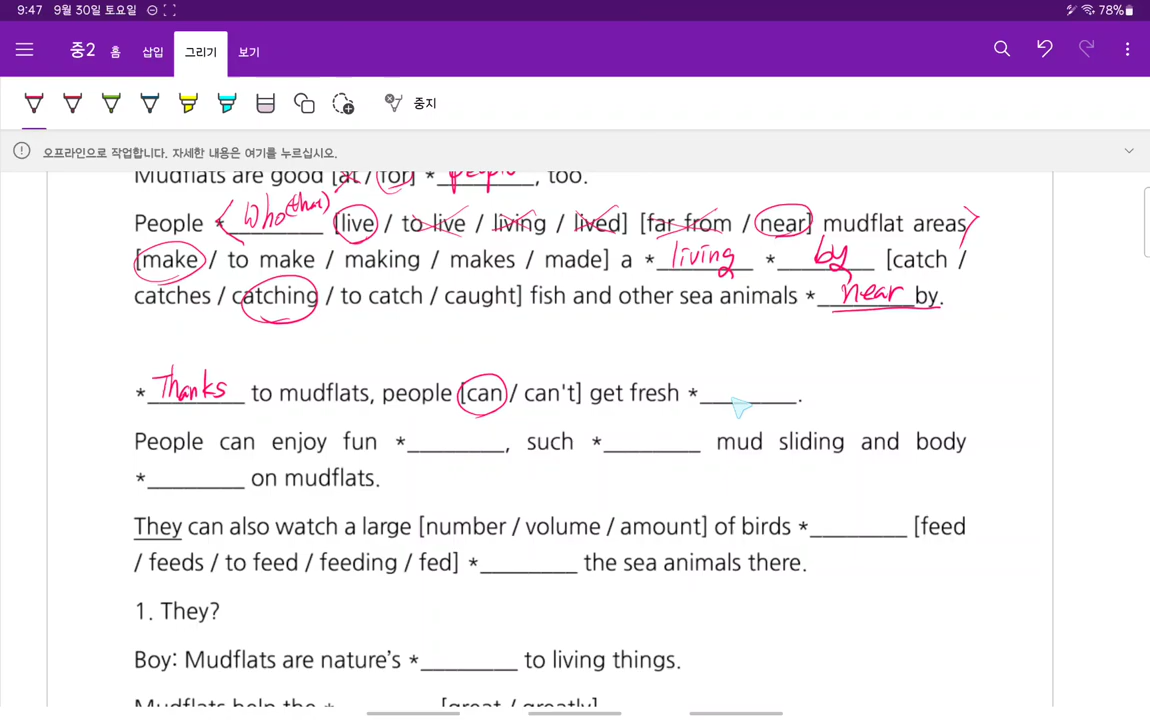 9:47 9월 30일 토요일 78%
중2 홈 삽입 그리기 보기
중지
오프라인으로 작업합니다. 자세한 내용은 여기를 누르십시오.
Mudflats are good [at / for] *people, too.
People *who(that) [live / to live / living / lived] [far from / near] mudflat areas
[make / to make / making / makes / made] a *living *by [catch /
catches / catching / to catch / caught] fish and other sea animals *near by.
*Thanks to mudflats, people [can / can't] get fresh *________.
People can enjoy fun *________, such *________ mud sliding and body
*________ on mudflats.
They can also watch a large [number / volume / amount] of birds *________ [feed
/ feeds / to feed / feeding / fed] *________ the sea animals there.
1. They?
Boy: Mudflats are nature's *________ to living things.
Mudflats help the *________ [great / greatly].